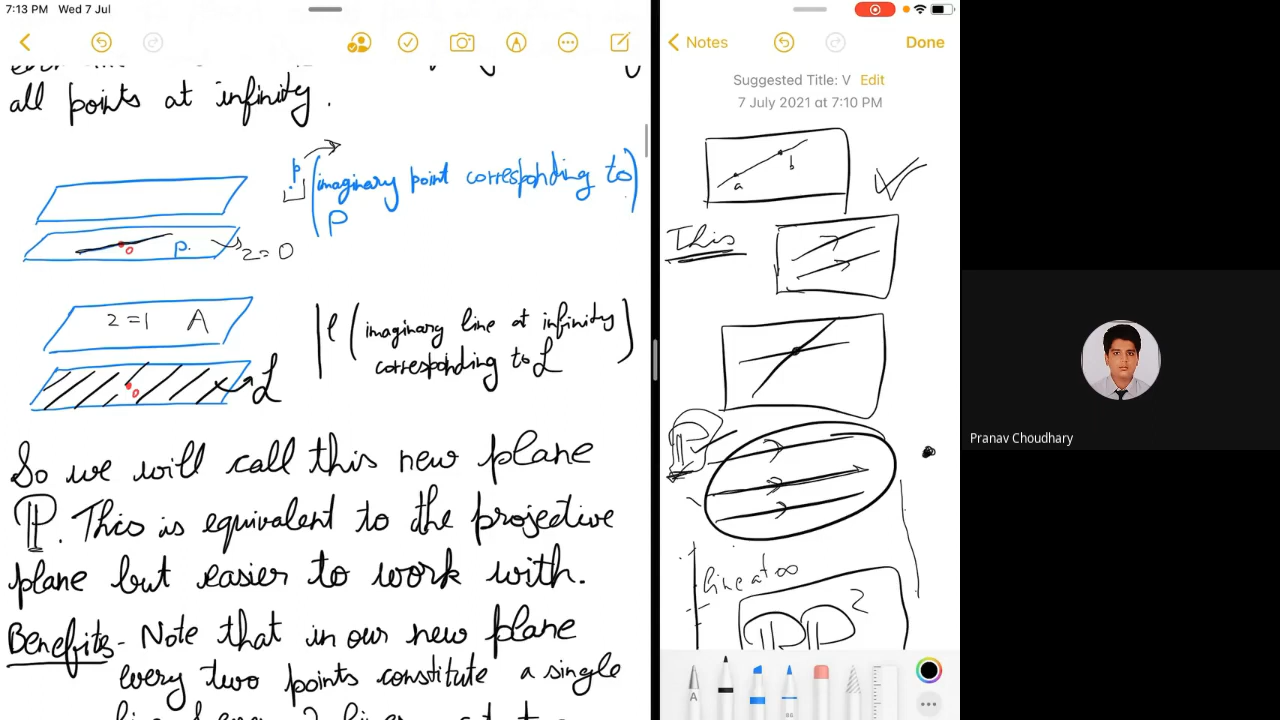 7:13 PM Wed 7 Jul
all points at infinity.
P (imaginary point corresponding to P)
O P. z=0
z=1 A
l (imaginary line at infinity corresponding to L)
O L
So we will call this new plane
P. This is equivalent to the projective
plane but easier to work with.
Benefits- Note that in our new plane
every two points constitute a single
Notes
Done
Suggested Title: V Edit
7 July 2021 at 7:10 PM
a b
This
P
line at ∞
PP²
Pranav Choudhary